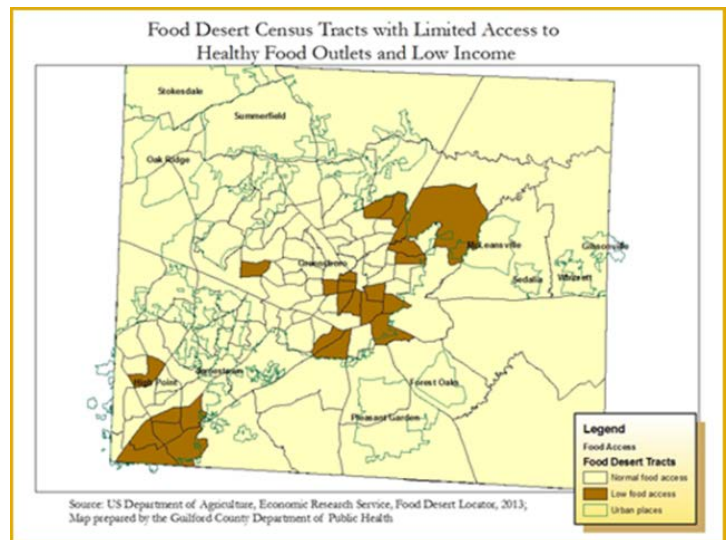 Food Desert Census Tracts with Limited Access to
Healthy Food Outlets and Low Income
Stokesdale
Summerfield
Oak Ridge
McLeansville
Gibsonville
Greensboro
Sedalia
Whitsett
Jamestown
High Point
Forest Oaks
Pleasant Garden
Legend
Food Access
Food Desert Tracts
Normal food access
Low food access
Urban places
Source: US Department of Agriculture, Economic Research Service, Food Desert Locator, 2013;
Map prepared by the Guilford County Department of Public Health